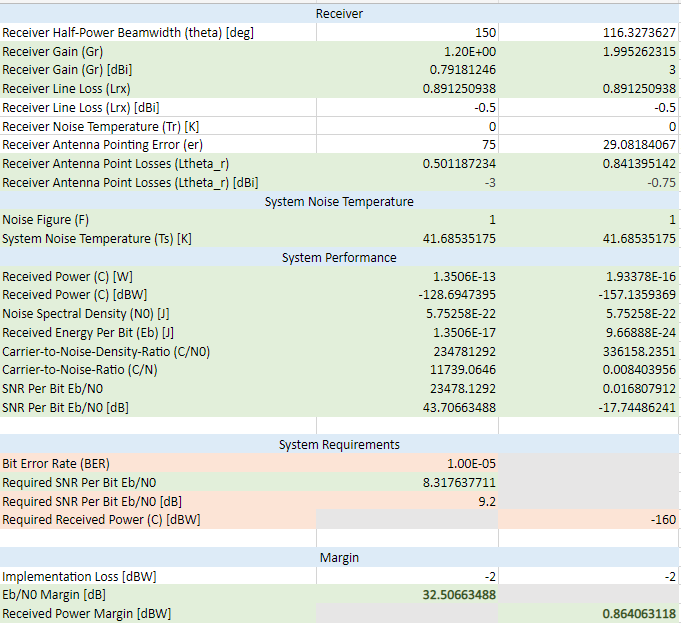 Receiver
Receiver Half-Power Beamwidth (theta) [deg] 150 116.3273627
Receiver Gain (Gr) 1.20E+00 1.995262315
Receiver Gain (Gr) [dBi] 0.79181246 3
Receiver Line Loss (Lrx) 0.891250938 0.891250938
Receiver Line Loss (Lrx) [dBi] -0.5 -0.5
Receiver Noise Temperature (Tr) [K] 0 0
Receiver Antenna Pointing Error (er) 75 29.08184067
Receiver Antenna Point Losses (Ltheta_r) 0.501187234 0.841395142
Receiver Antenna Point Losses (Ltheta_r) [dBi] -3 -0.75
System Noise Temperature
Noise Figure (F) 1 1
System Noise Temperature (Ts) [K] 41.68535175 41.68535175
System Performance
Received Power (C) [W] 1.3506E-13 1.93378E-16
Received Power (C) [dBW] -128.6947395 -157.1359369
Noise Spectral Density (N0) [J] 5.75258E-22 5.75258E-22
Received Energy Per Bit (Eb) [J] 1.3506E-17 9.66888E-24
Carrier-to-Noise-Density-Ratio (C/N0) 234781292 336158.2351
Carrier-to-Noise-Ratio (C/N) 11739.0646 0.008403956
SNR Per Bit Eb/N0 23478.1292 0.016807912
SNR Per Bit Eb/N0 [dB] 43.70663488 -17.74486241
System Requirements
Bit Error Rate (BER) 1.00E-05
Required SNR Per Bit Eb/N0 8.317637711
Required SNR Per Bit Eb/N0 [dB] 9.2
Required Received Power (C) [dBW] -160
Margin
Implementation Loss [dBW] -2 -2
Eb/N0 Margin [dB] 32.50663488
Received Power Margin [dBW] 0.864063118